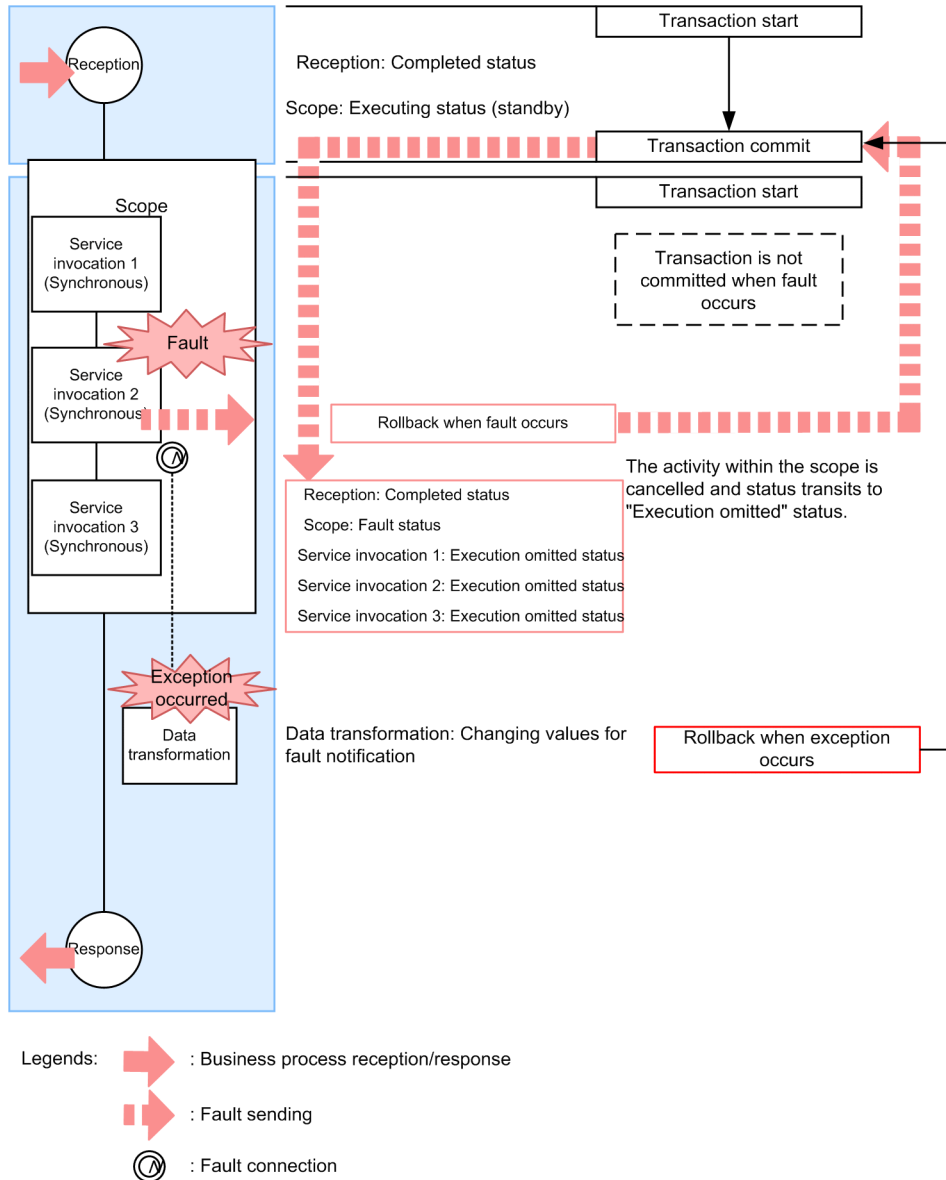 Transaction start
Reception
Reception: Completed status
Scope: Executing status (standby)
Transaction commit
Transaction start
Scope
Service
invocation 1
(Synchronous)
Transaction is not
committed when fault
occurs
Fault
Service
invocation 2
(Synchronous)
Rollback when fault occurs
The activity within the scope is
cancelled and status transits to
"Execution omitted" status.
Service
invocation 3
(Synchronous)
Reception: Completed status
Scope: Fault status
Service invocation 1: Execution omitted status
Service invocation 2: Execution omitted status
Service invocation 3: Execution omitted status
Exception
occurred
Data
transformation
Data transformation: Changing values for
fault notification
Rollback when exception
occurs
Response
Legends:
: Business process reception/response
: Fault sending
: Fault connection